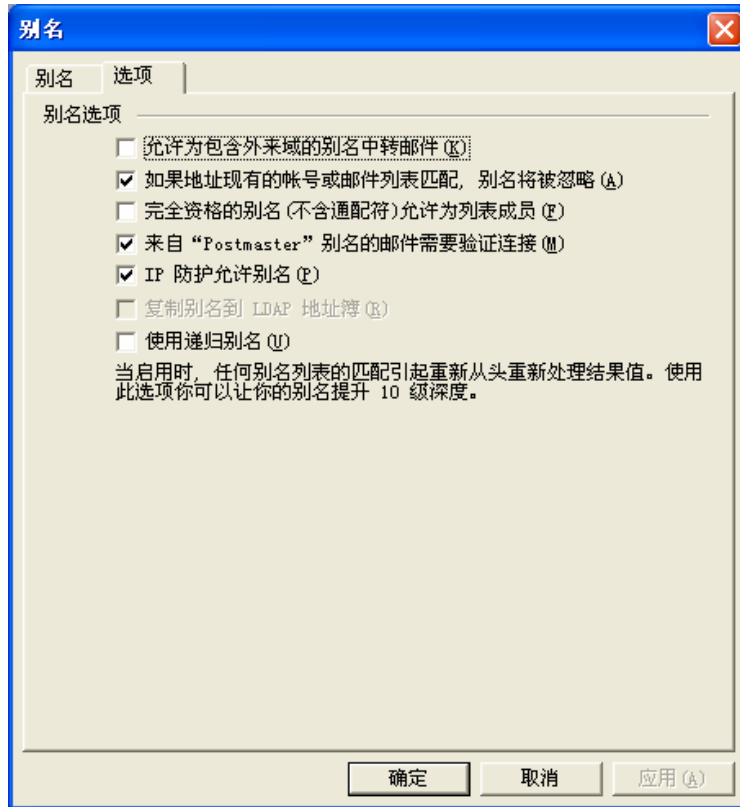 别名
别名 选项
别名选项
允许为包含外来域的别名中转邮件(K)
如果地址现有的帐号或邮件列表匹配, 别名将被忽略(A)
完全资格的别名(不含通配符)允许为列表成员(F)
来自“Postmaster”别名的邮件需要验证连接(M)
IP 防护允许别名(P)
复制别名到 LDAP 地址簿(R)
使用递归别名(U)
当启用时, 任何别名列表的匹配引起重新从头重新处理结果值。使用
此选项你可以让你的别名提升 10 级深度。
确定 取消 应用(A)